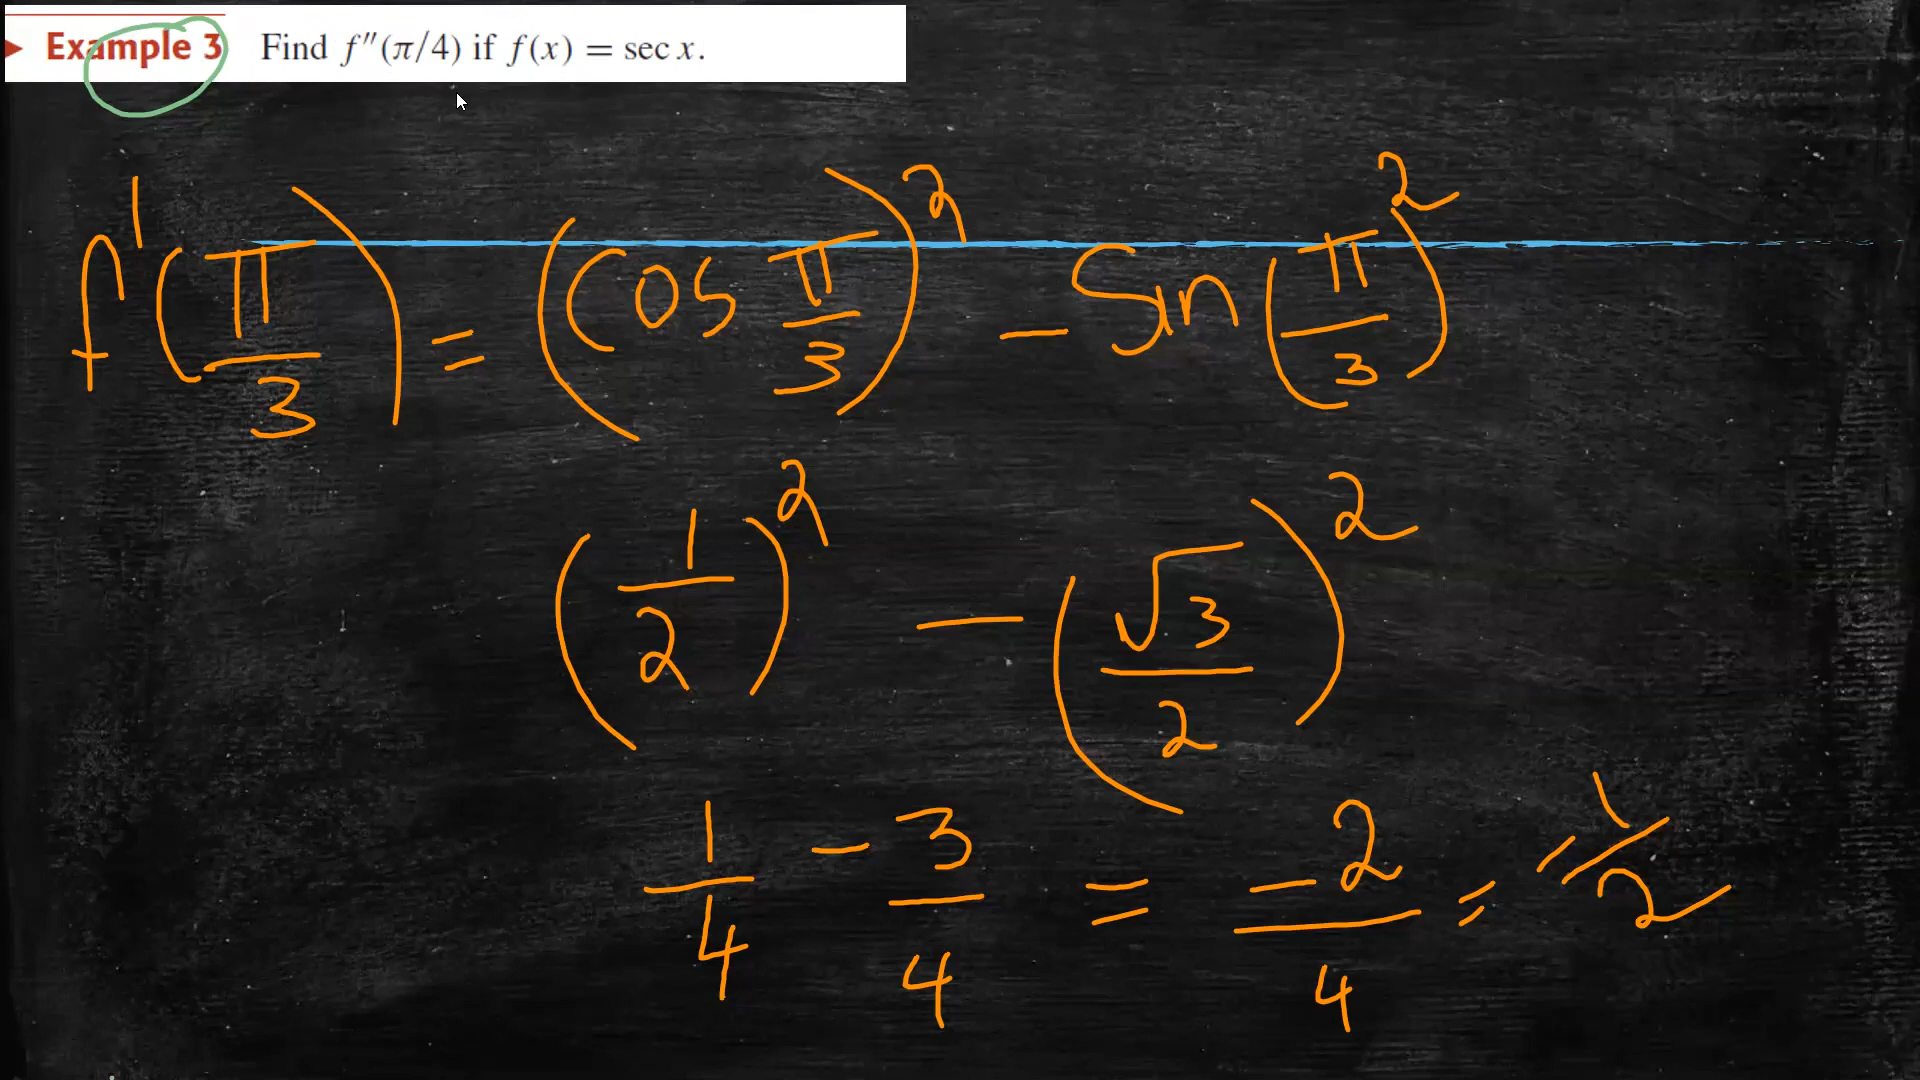 ▶ Example 3 Find f″(π/4) if f(x) = sec x.
f'(π/3) = (cos π/3)² − Sin(π/3)²
(1/2)² − (√3/2)²
1/4 − 3/4 = −2/4 = −1/2